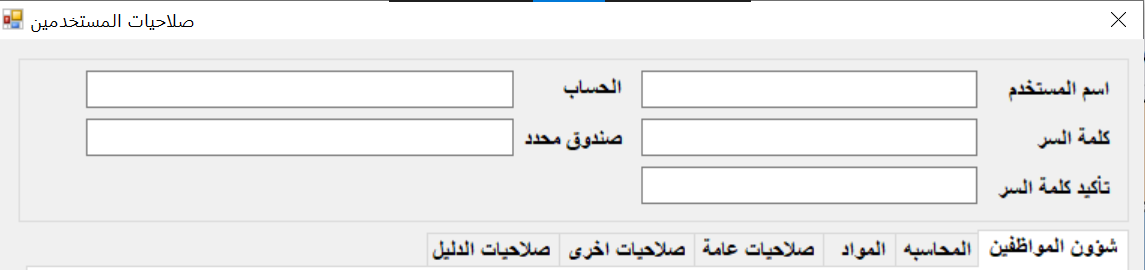 صلاحيات المستخدمين
اسم المستخدم الحساب
كلمة السر صندوق محدد
تأكيد كلمة السر
شؤون المواظفين المحاسبه المواد صلاحيات عامة صلاحيات اخرى صلاحيات الدليل